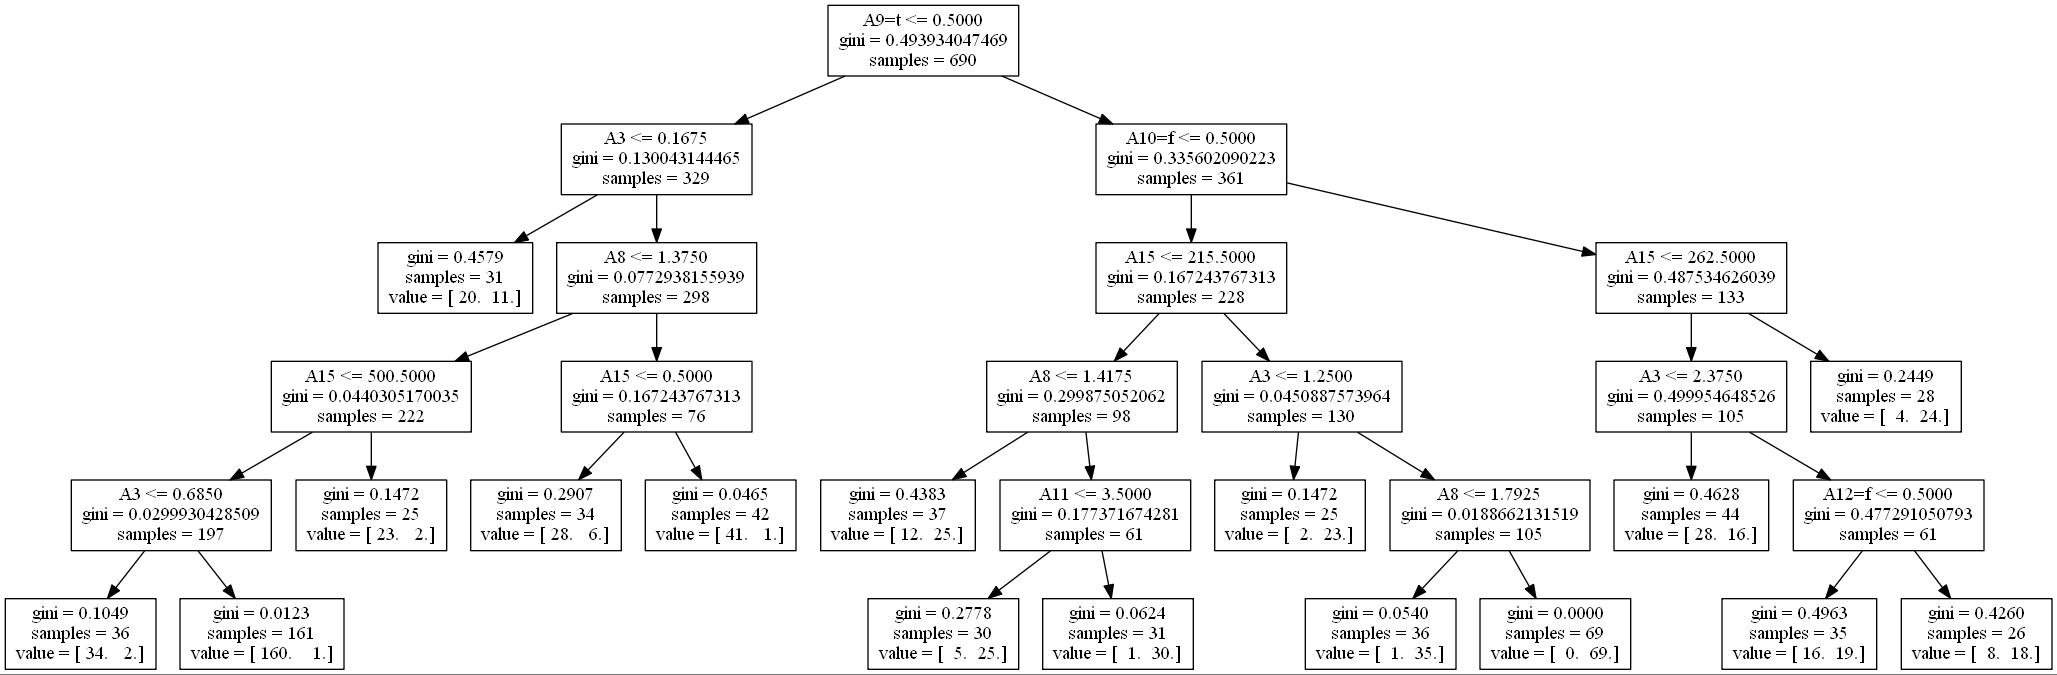 A9=t <= 0.5000
gini = 0.493934047469
samples = 690
A3 <= 0.1675
gini = 0.130043144465
samples = 329
A10=f <= 0.5000
gini = 0.335602090223
samples = 361
gini = 0.4579
samples = 31
value = [ 20. 11.]
A8 <= 1.3750
gini = 0.0772938155939
samples = 298
A15 <= 215.5000
gini = 0.167243767313
samples = 228
A15 <= 262.5000
gini = 0.487534626039
samples = 133
A15 <= 500.5000
gini = 0.0440305170035
samples = 222
A15 <= 0.5000
gini = 0.167243767313
samples = 76
A8 <= 1.4175
gini = 0.299875052062
samples = 98
A3 <= 1.2500
gini = 0.0450887573964
samples = 130
A3 <= 2.3750
gini = 0.499954648526
samples = 105
gini = 0.2449
samples = 28
value = [ 4. 24.]
A3 <= 0.6850
gini = 0.0299930428509
samples = 197
gini = 0.1472
samples = 25
value = [ 23. 2.]
gini = 0.2907
samples = 34
value = [ 28. 6.]
gini = 0.0465
samples = 42
value = [ 41. 1.]
gini = 0.4383
samples = 37
value = [ 12. 25.]
A11 <= 3.5000
gini = 0.177371674281
samples = 61
gini = 0.1472
samples = 25
value = [ 2. 23.]
A8 <= 1.7925
gini = 0.0188662131519
samples = 105
gini = 0.4628
samples = 44
value = [ 28. 16.]
A12=f <= 0.5000
gini = 0.477291050793
samples = 61
gini = 0.1049
samples = 36
value = [ 34. 2.]
gini = 0.0123
samples = 161
value = [ 160. 1.]
gini = 0.2778
samples = 30
value = [ 5. 25.]
gini = 0.0624
samples = 31
value = [ 1. 30.]
gini = 0.0540
samples = 36
value = [ 1. 35.]
gini = 0.0000
samples = 69
value = [ 0. 69.]
gini = 0.4963
samples = 35
value = [ 16. 19.]
gini = 0.4260
samples = 26
value = [ 8. 18.]